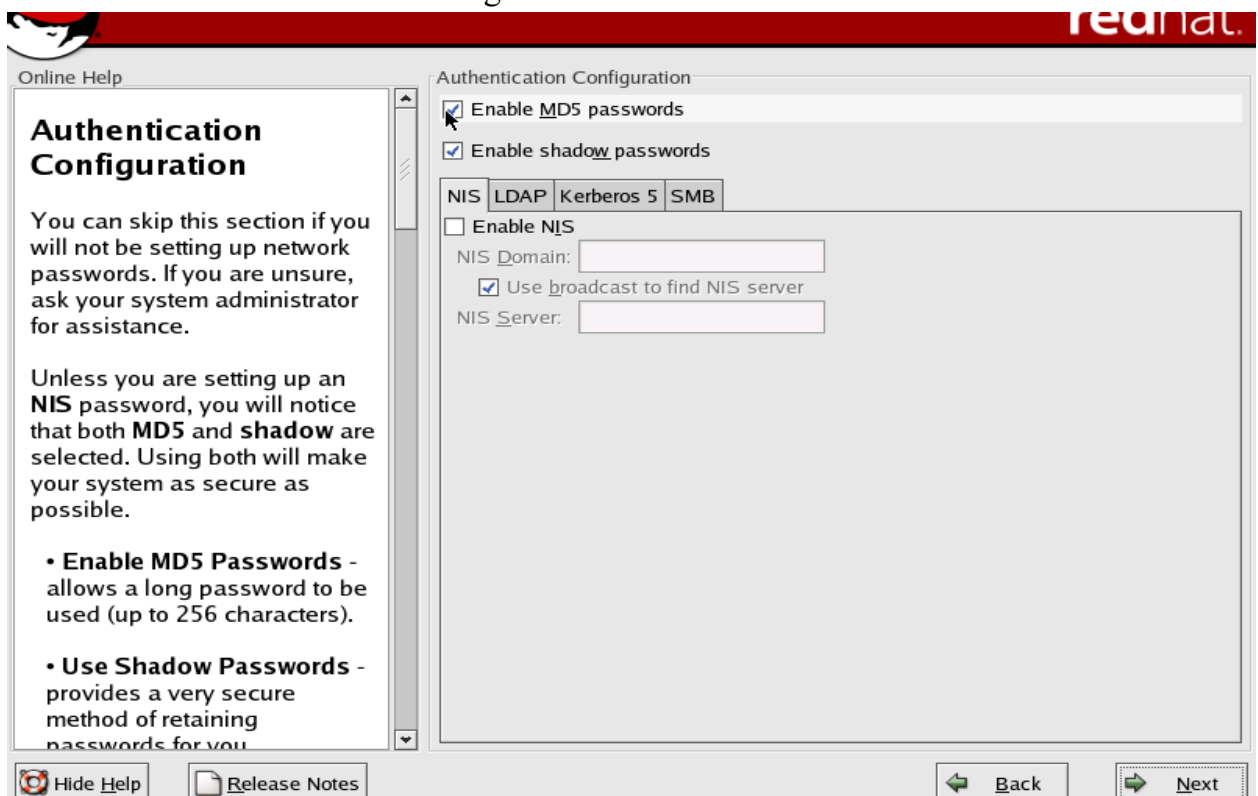 redhat.
Online Help
Authentication
Configuration
You can skip this section if you
will not be setting up network
passwords. If you are unsure,
ask your system administrator
for assistance.
Unless you are setting up an
NIS password, you will notice
that both MD5 and shadow are
selected. Using both will make
your system as secure as
possible.
• Enable MD5 Passwords -
allows a long password to be
used (up to 256 characters).
• Use Shadow Passwords -
provides a very secure
method of retaining
passwords for you
Authentication Configuration
Enable MD5 passwords
Enable shadow passwords
NIS LDAP Kerberos 5 SMB
Enable NIS
NIS Domain:
Use broadcast to find NIS server
NIS Server:
Hide Help Release Notes Back Next